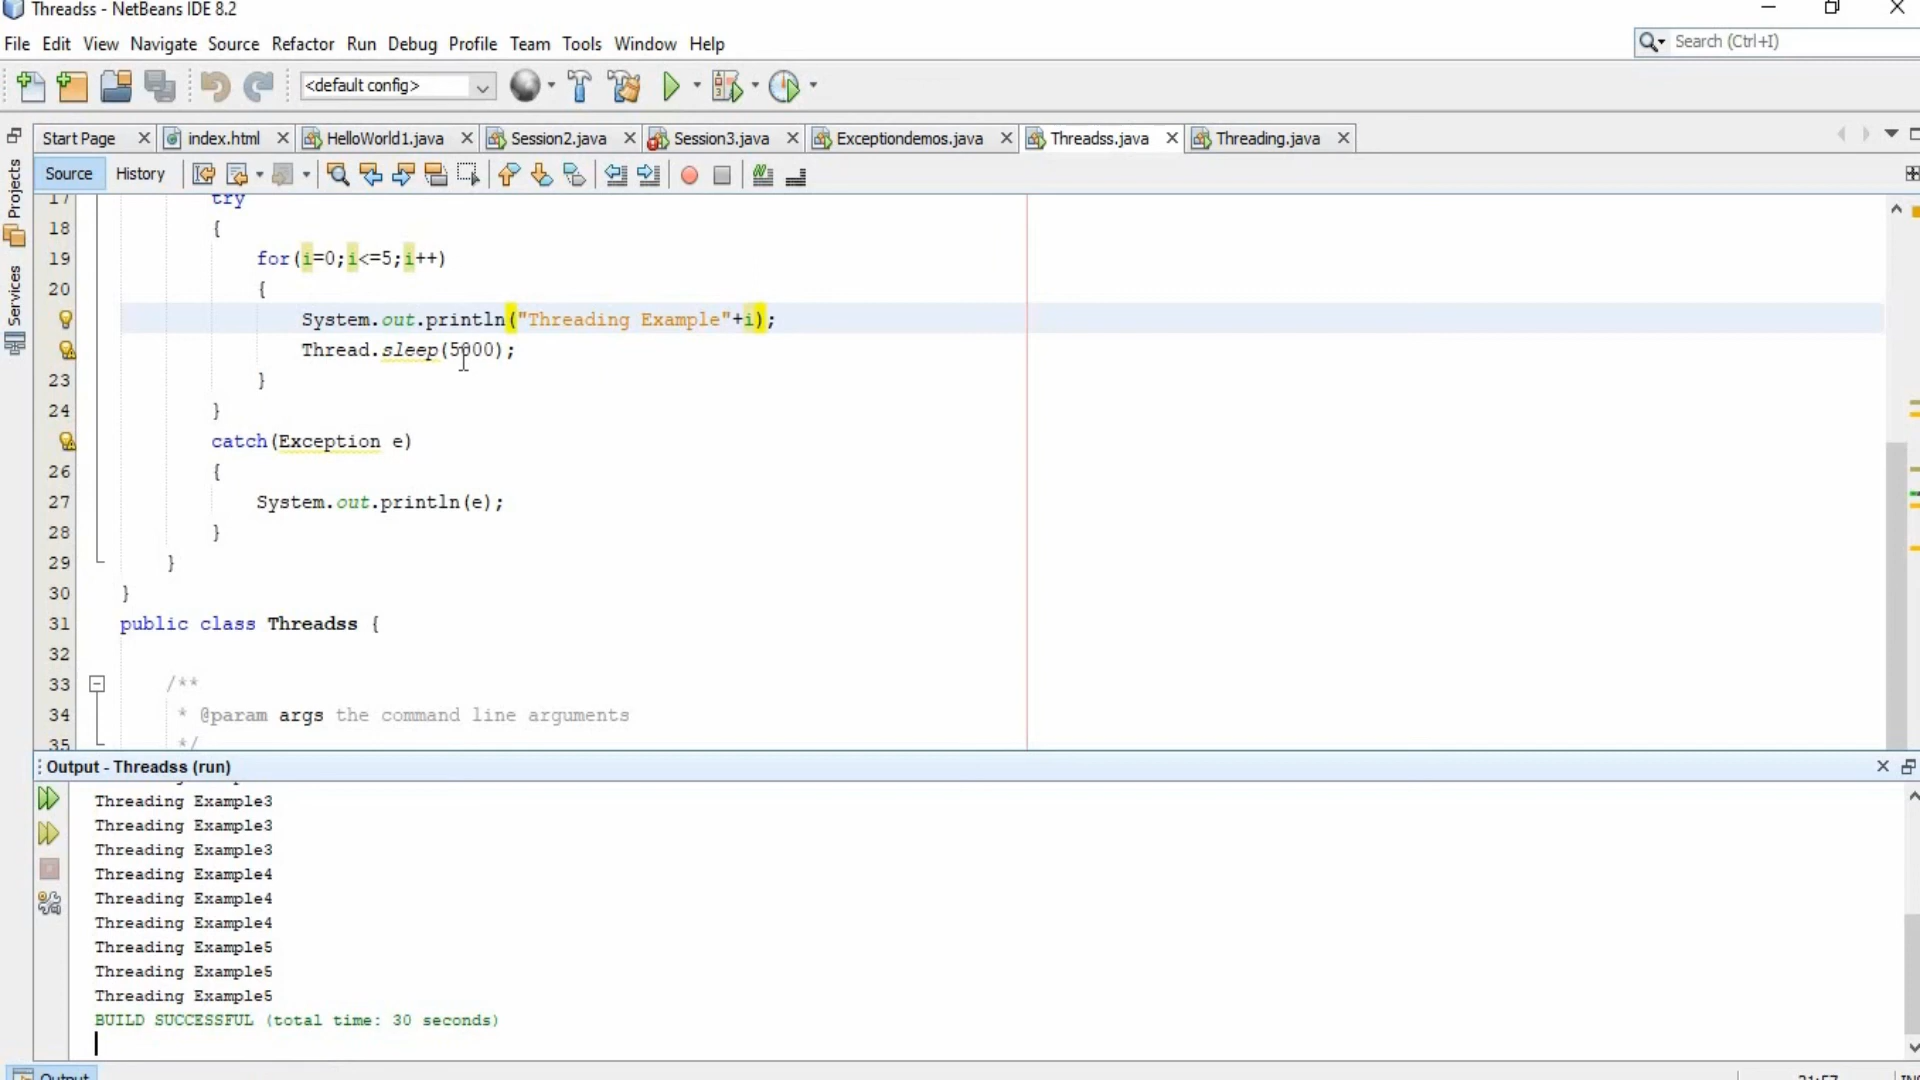 Threadss - NetBeans IDE 8.2
File Edit View Navigate Source Refactor Run Debug Profile Team Tools Window Help
Search (Ctrl+I)
<default config>
Start Page index.html HelloWorld1.java Session2.java Session3.java Exceptiondemos.java Threadss.java Threading.java
Source History
Projects
Services
17 try
18 {
19 for(i=0;i<=5;i++)
20 {
System.out.println("Threading Example"+i);
Thread.sleep(5000);
23 }
24 }
catch(Exception e)
26 {
27 System.out.println(e);
28 }
29 }
30 }
31 public class Threadss {
32
33 /**
34 * @param args the command line arguments
35 */
Output - Threadss (run)
Threading Example3
Threading Example3
Threading Example3
Threading Example4
Threading Example4
Threading Example4
Threading Example5
Threading Example5
Threading Example5
BUILD SUCCESSFUL (total time: 30 seconds)
Output